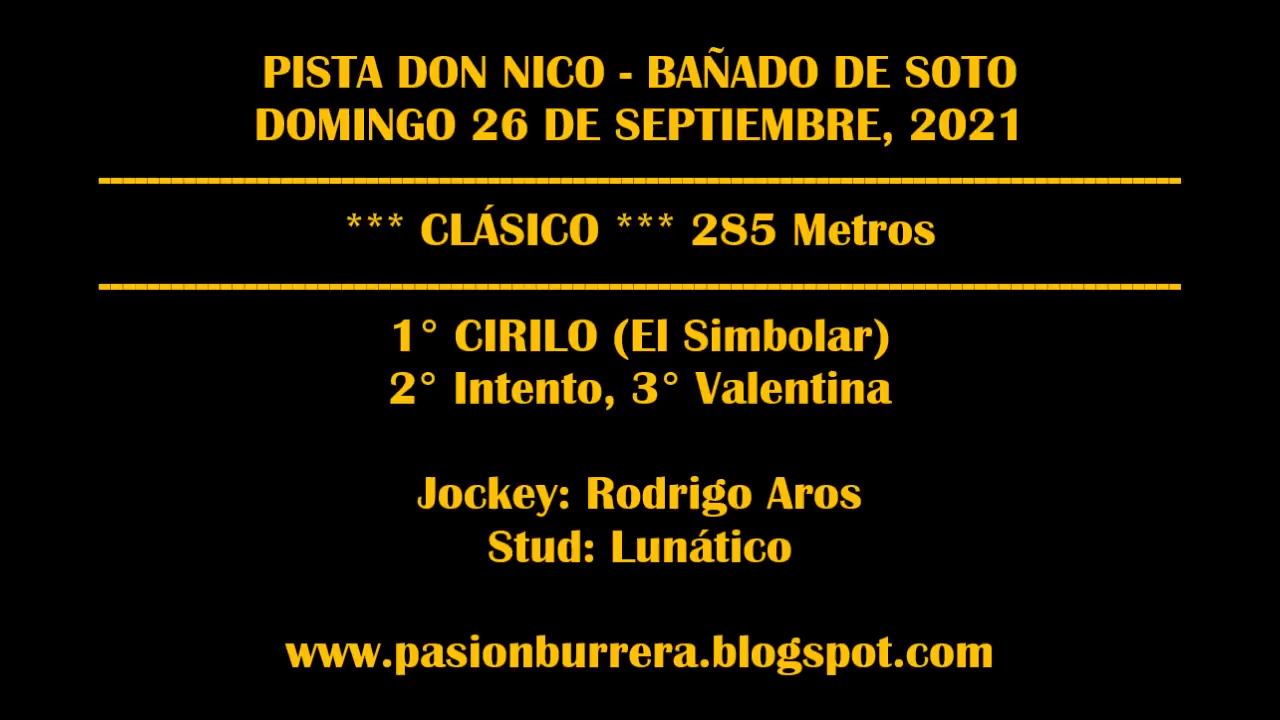 PISTA DON NICO - BAÑADO DE SOTO
DOMINGO 26 DE SEPTIEMBRE, 2021
*** CLÁSICO *** 285 Metros
1° CIRILO (El Simbolar)
2° Intento, 3° Valentina
Jockey: Rodrigo Aros
Stud: Lunático
www.pasionburrera.blogspot.com